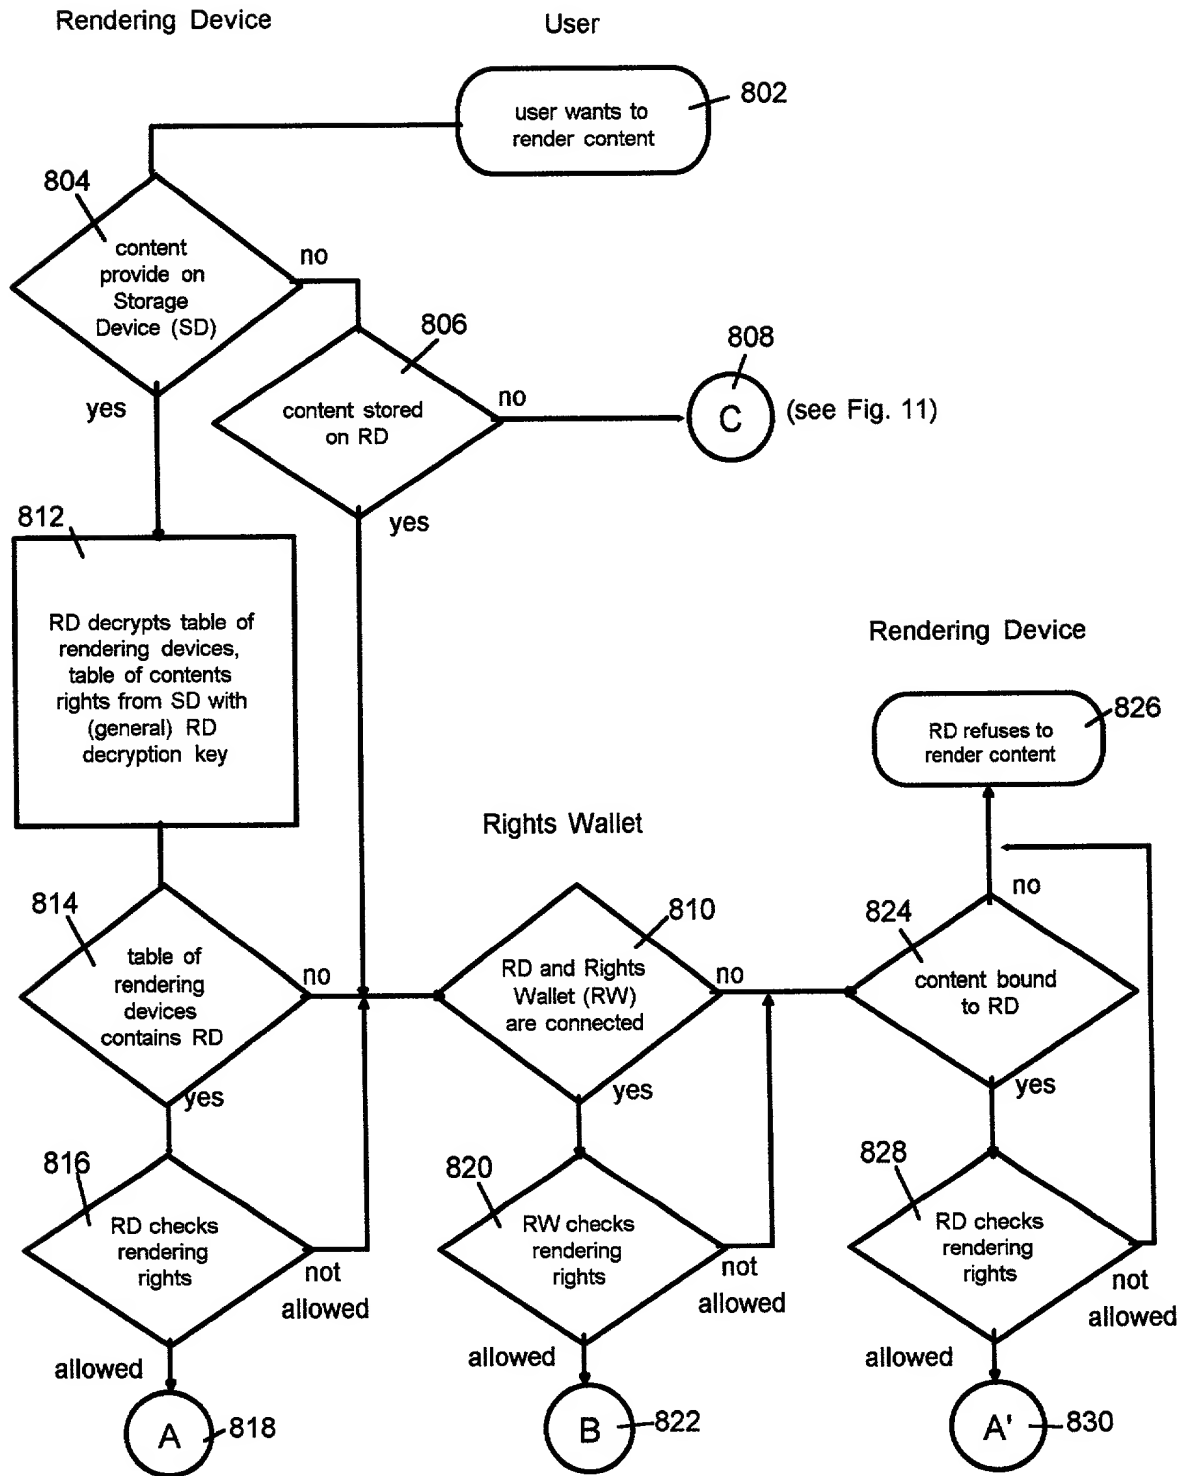 Rendering Device
User
802
user wants to
render content
804
content
provide on
Storage
Device (SD)
no
yes
806
content stored
on RD
no
yes
808
C
(see Fig. 11)
812
RD decrypts table of
rendering devices,
table of contents
rights from SD with
(general) RD
decryption key
Rendering Device
826
RD refuses to
render content
Rights Wallet
814
table of
rendering
devices
contains RD
no
yes
810
RD and Rights
Wallet (RW)
are connected
no
yes
824
content bound
to RD
no
yes
816
RD checks
rendering
rights
not
allowed
allowed
820
RW checks
rendering
rights
not
allowed
allowed
828
RD checks
rendering
rights
not
allowed
allowed
A
818
B
822
A'
830